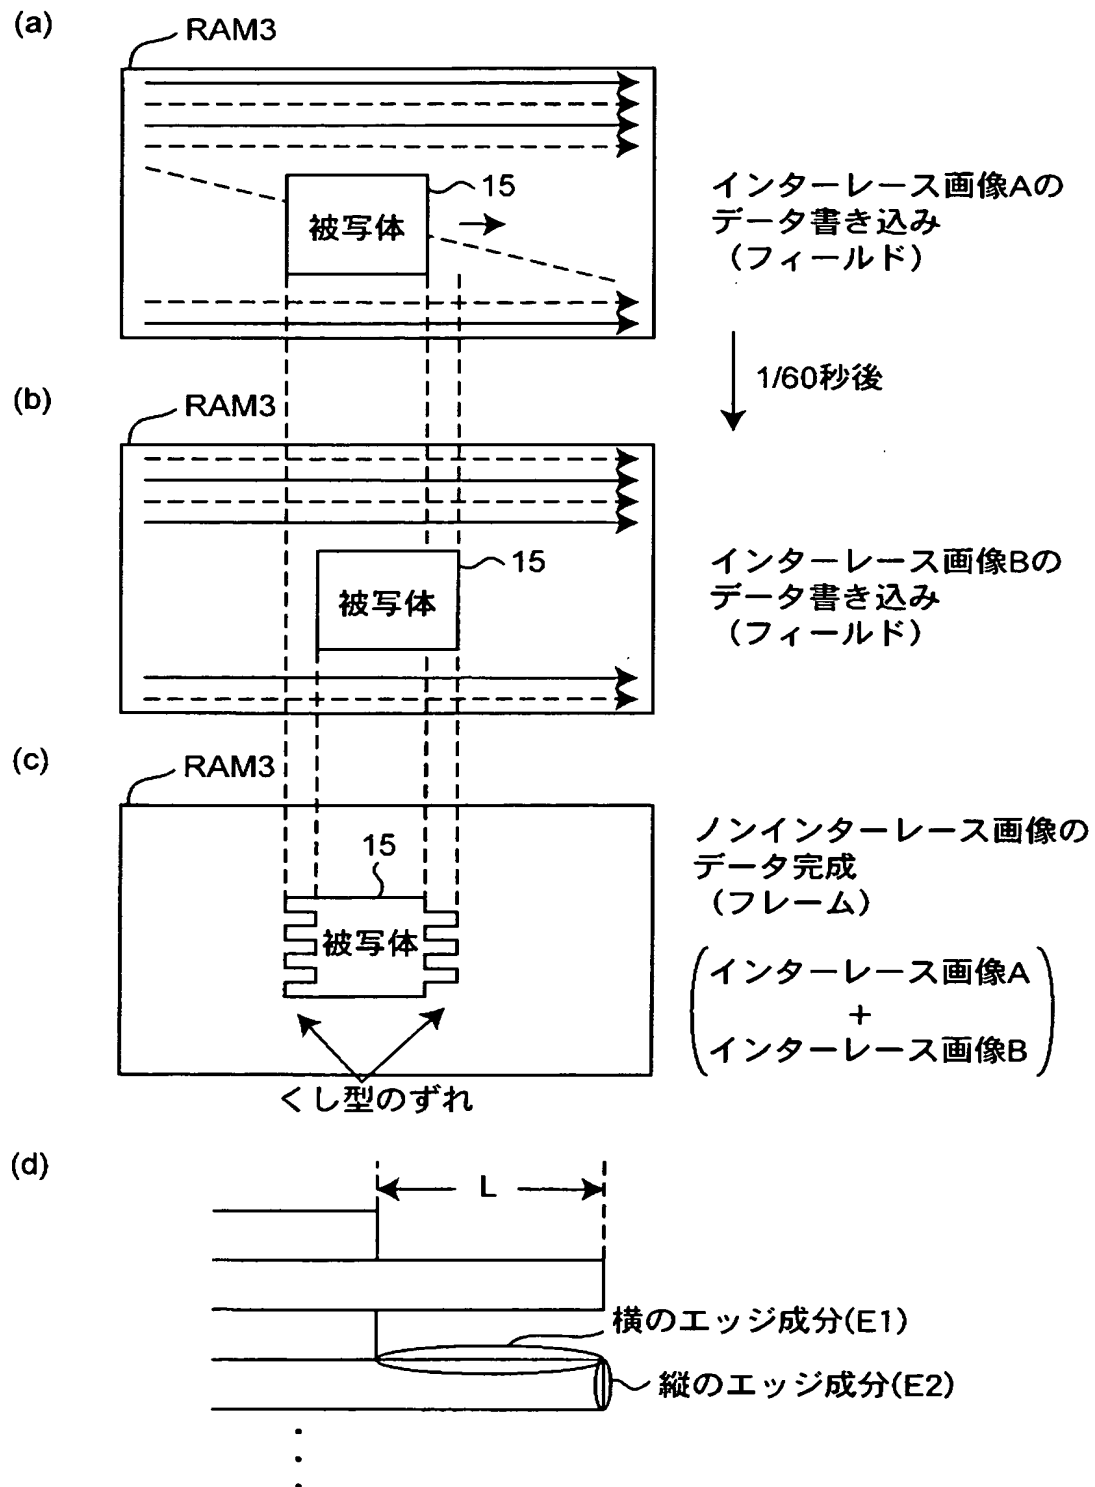 (a)
RAM3
15
被写体
インターレース画像Aの
データ書き込み
(フィールド)
1/60秒後
(b)
RAM3
15
被写体
インターレース画像Bの
データ書き込み
(フィールド)
(c)
RAM3
15
被写体
くし型のずれ
ノンインターレース画像の
データ完成
(フレーム)
インターレース画像A
+
インターレース画像B
(d)
L
横のエッジ成分(E1)
縦のエッジ成分(E2)